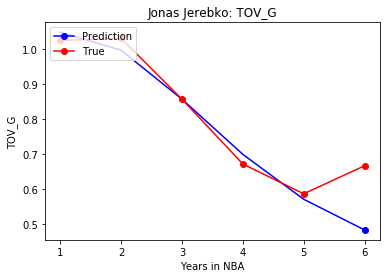 Jonas Jerebko: TOV_G
Prediction
True
1.0
0.9
0.8
0.7
0.6
0.5
TOV_G
1 2 3 4 5 6
Years in NBA